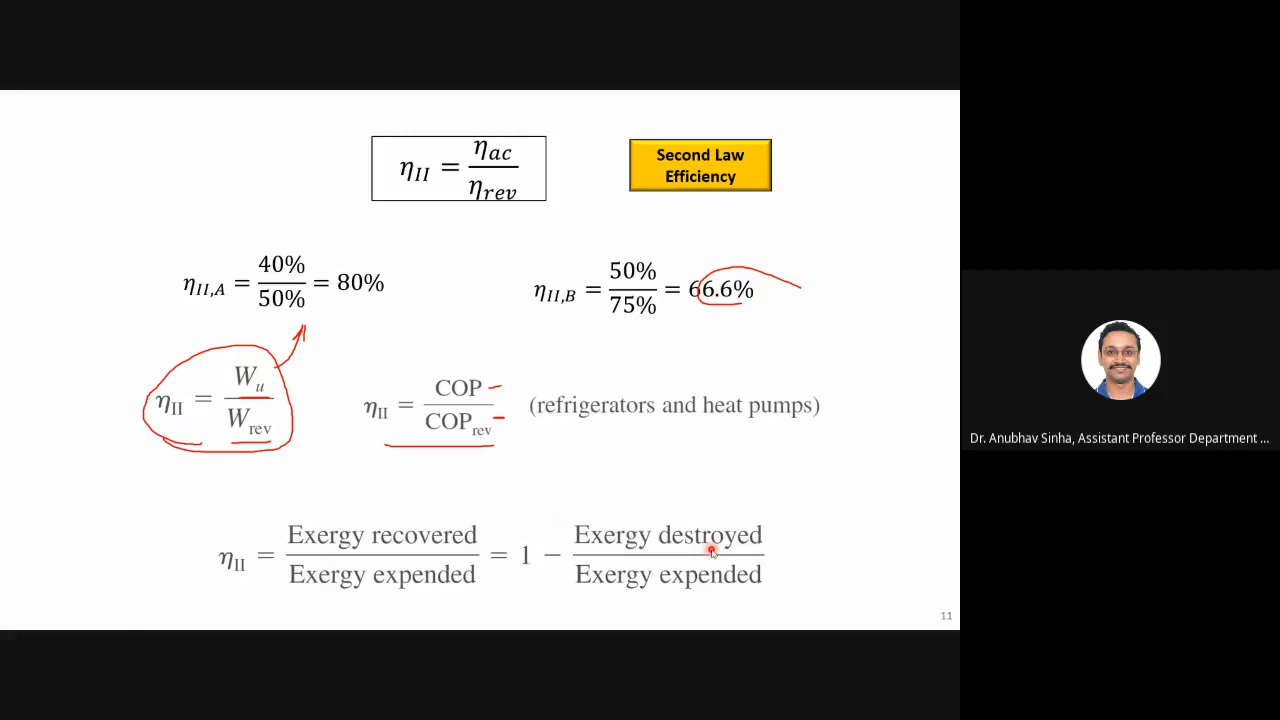 η_II = η_ac / η_rev
Second Law
Efficiency
η_II,A = 40% / 50% = 80%
η_II,B = 50% / 75% = 66.6%
η_II = W_u / W_rev
η_II = COP / COP_rev (refrigerators and heat pumps)
η_II = Exergy recovered / Exergy expended = 1 − Exergy destroyed / Exergy expended
11
Dr. Anubhav Sinha, Assistant Professor Department ...